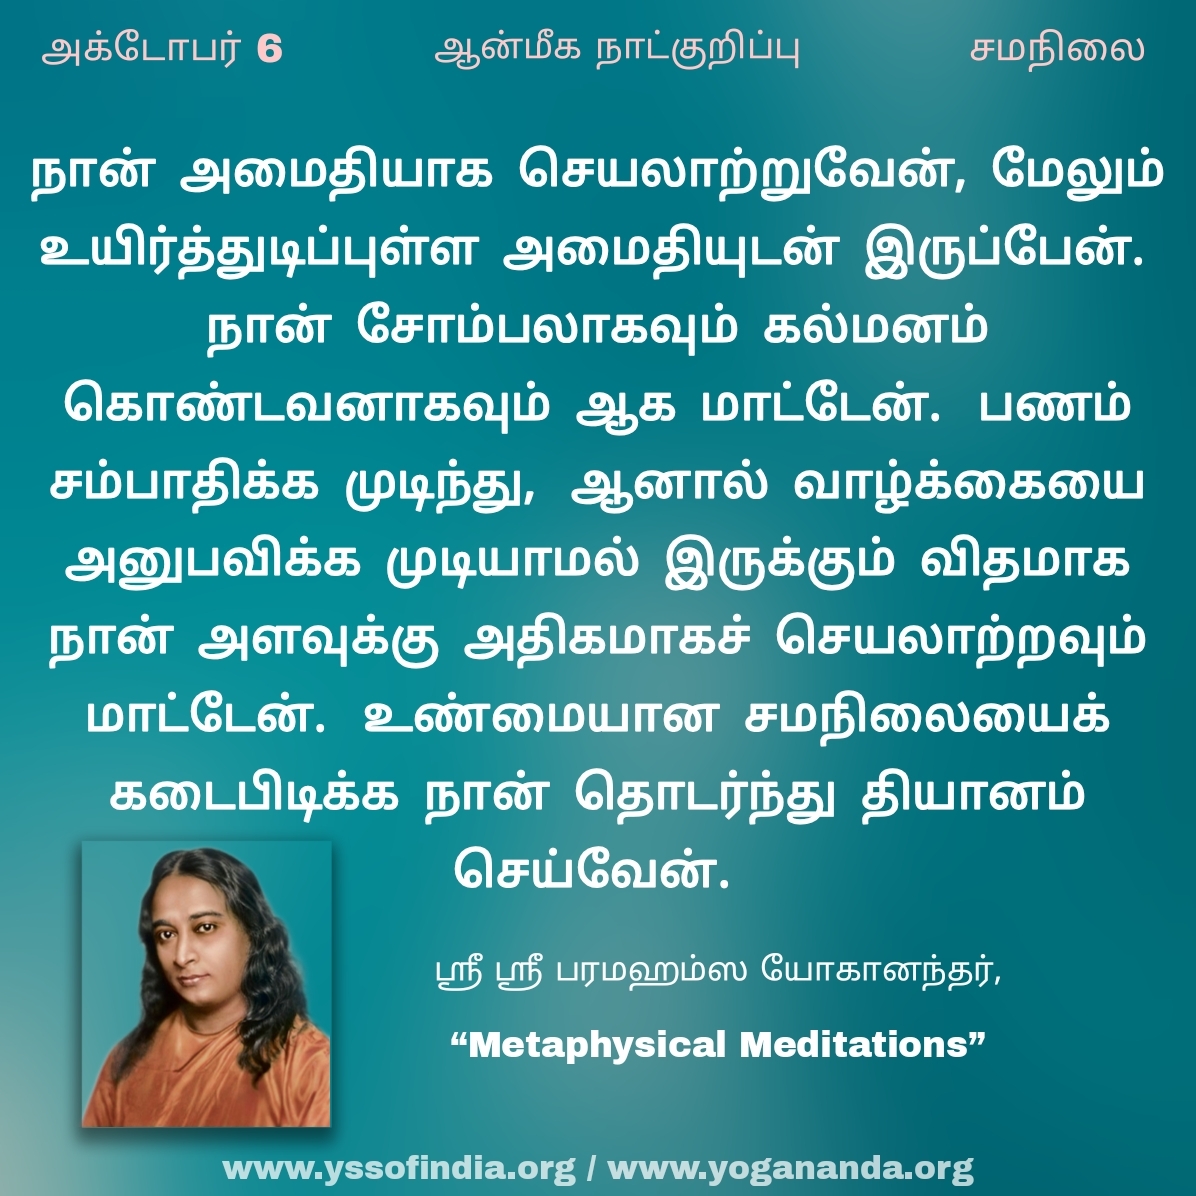 அக்டோபர் 6 ஆன்மீக நாட்குறிப்பு சமநிலை
நான் அமைதியாக செயலாற்றுவேன், மேலும்
உயிர்த்துடிப்புள்ள அமைதியுடன் இருப்பேன்.
நான் சோம்பலாகவும் கல்மனம்
கொண்டவனாகவும் ஆக மாட்டேன். பணம்
சம்பாதிக்க முடிந்து, ஆனால் வாழ்க்கையை
அனுபவிக்க முடியாமல் இருக்கும் விதமாக
நான் அளவுக்கு அதிகமாகச் செயலாற்றவும்
மாட்டேன். உண்மையான சமநிலையைக்
கடைபிடிக்க நான் தொடர்ந்து தியானம்
செய்வேன்.
ஸ்ரீ ஸ்ரீ பரமஹம்ஸ யோகானந்தர்,
“Metaphysical Meditations”
www.yssofindia.org / www.yogananda.org